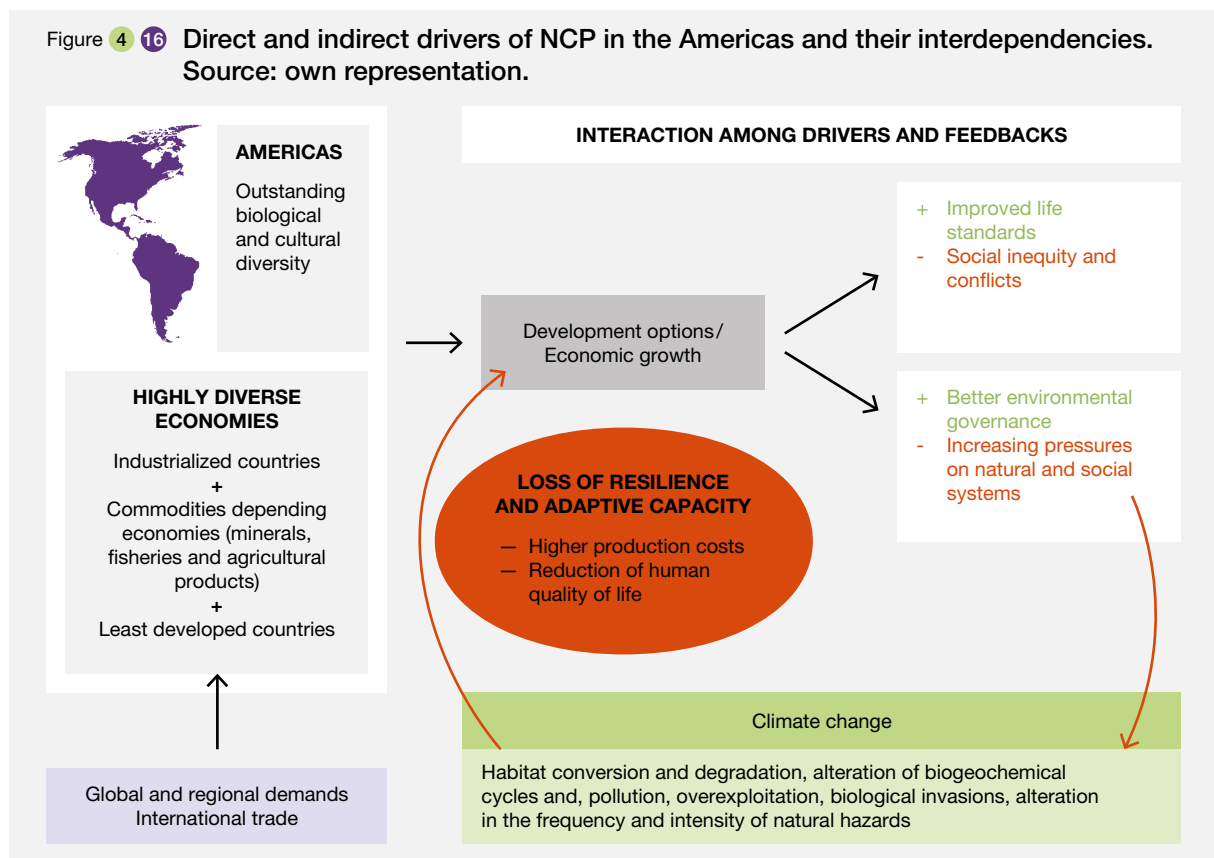 Figure 4 16 Direct and indirect drivers of NCP in the Americas and their interdependencies.
Source: own representation.
AMERICAS
Outstanding
biological
and cultural
diversity
HIGHLY DIVERSE
ECONOMIES
Industrialized countries
+
Commodities depending
economies (minerals,
fisheries and agricultural
products)
+
Least developed countries
Global and regional demands
International trade
INTERACTION AMONG DRIVERS AND FEEDBACKS
Development options/
Economic growth
+ Improved life
standards
- Social inequity and
conflicts
+ Better environmental
governance
- Increasing pressures
on natural and social
systems
LOSS OF RESILIENCE
AND ADAPTIVE CAPACITY
— Higher production costs
— Reduction of human
quality of life
Climate change
Habitat conversion and degradation, alteration of biogeochemical
cycles and, pollution, overexploitation, biological invasions, alteration
in the frequency and intensity of natural hazards